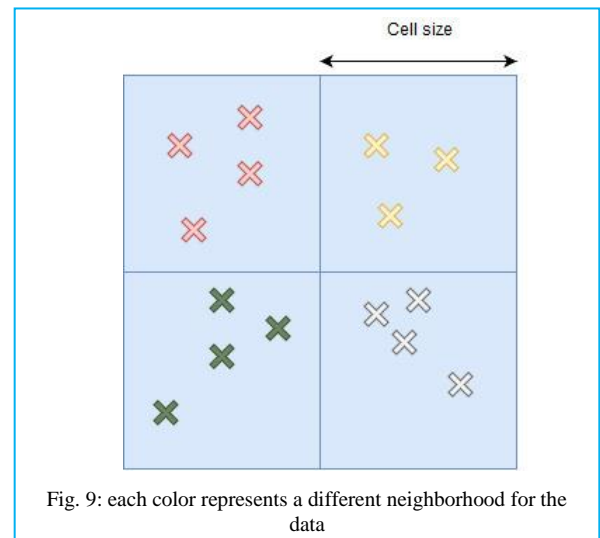 Cell size
Fig. 9: each color represents a different neighborhood for the
data